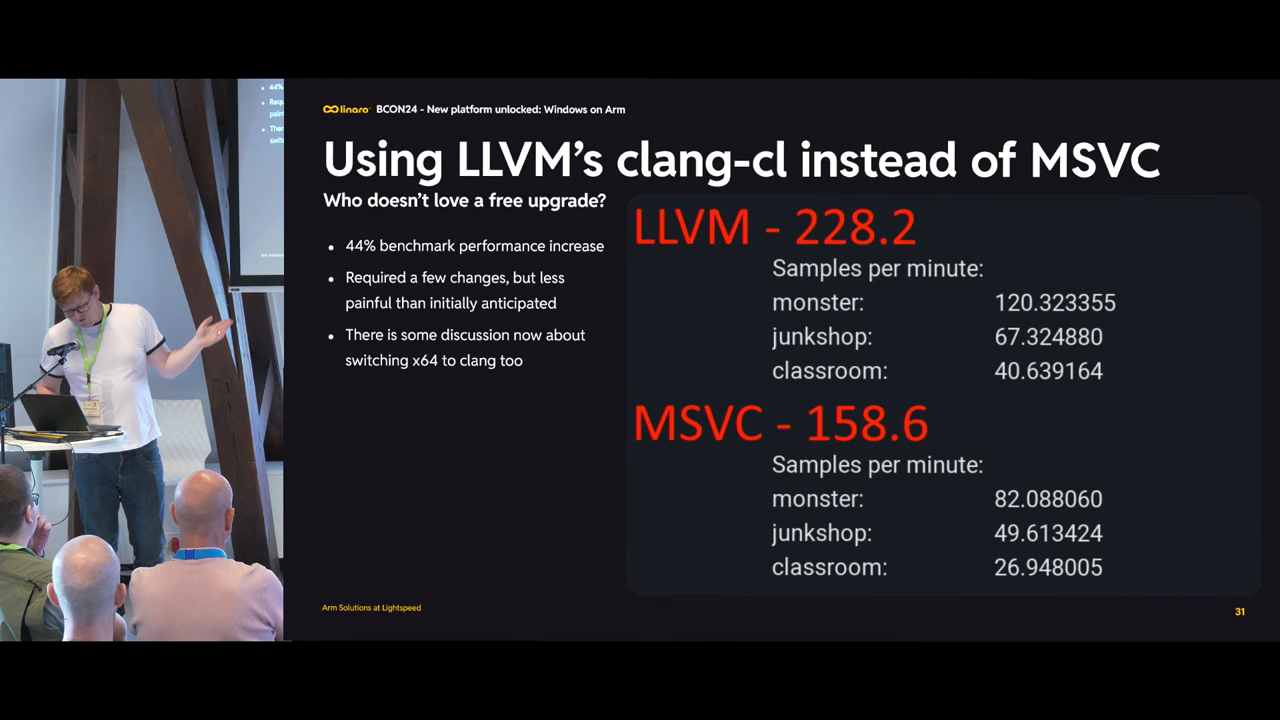 linaro BCON24 - New platform unlocked: Windows on Arm
Using LLVM's clang-cl instead of MSVC
Who doesn't love a free upgrade?
• 44% benchmark performance increase
• Required a few changes, but less
painful than initially anticipated
• There is some discussion now about
switching x64 to clang too
LLVM - 228.2
Samples per minute:
monster: 120.323355
junkshop: 67.324880
classroom: 40.639164
MSVC - 158.6
Samples per minute:
monster: 82.088060
junkshop: 49.613424
classroom: 26.948005
Arm Solutions at Lightspeed
31
44%